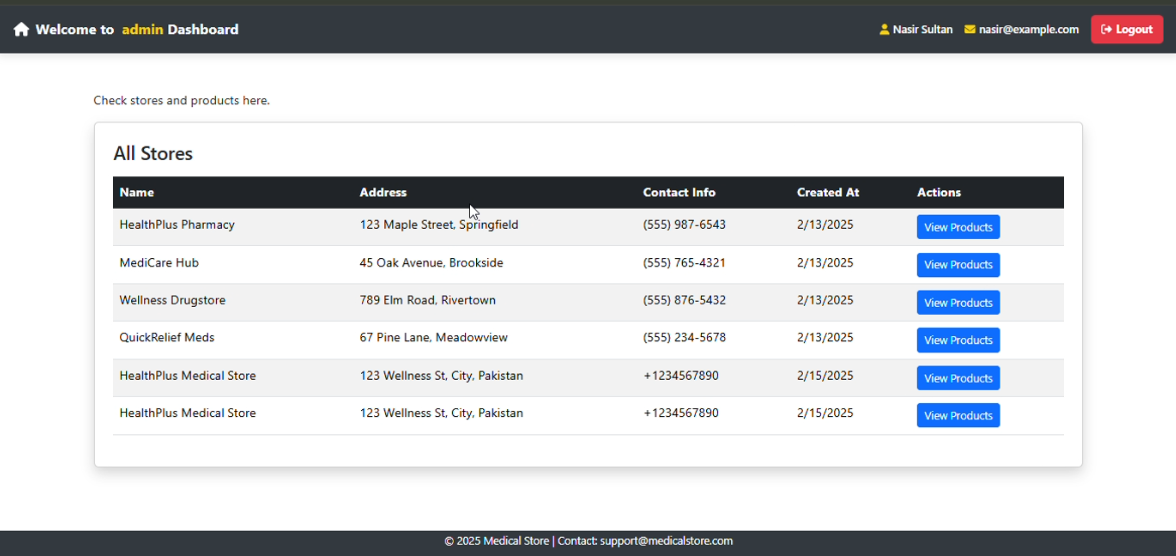 Welcome to admin Dashboard Nasir Sultan nasir@example.com Logout
Check stores and products here.
All Stores
Name Address Contact Info Created At Actions
HealthPlus Pharmacy 123 Maple Street, Springfield (555) 987-6543 2/13/2025 View Products
MediCare Hub 45 Oak Avenue, Brookside (555) 765-4321 2/13/2025 View Products
Wellness Drugstore 789 Elm Road, Rivertown (555) 876-5432 2/13/2025 View Products
QuickRelief Meds 67 Pine Lane, Meadowview (555) 234-5678 2/13/2025 View Products
HealthPlus Medical Store 123 Wellness St, City, Pakistan +1234567890 2/15/2025 View Products
HealthPlus Medical Store 123 Wellness St, City, Pakistan +1234567890 2/15/2025 View Products
© 2025 Medical Store | Contact: support@medicalstore.com